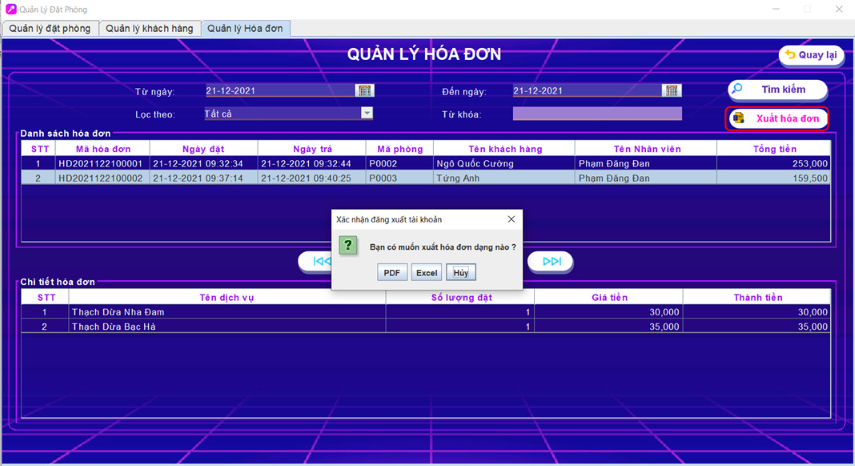 Quản Lý Đặt Phòng
Quản lý đặt phòng Quản lý khách hàng Quản lý Hóa đơn
QUẢN LÝ HÓA ĐƠN
Quay lại
Từ ngày: 21-12-2021 Đến ngày: 21-12-2021 Tìm kiếm
Lọc theo: Tất cả Từ khóa: Xuất hóa đơn
Danh sách hóa đơn
STT Mã hóa đơn Ngày đặt Ngày trả Mã phòng Tên khách hàng Tên Nhân viên Tổng tiền
1 HD2021122100001 21-12-2021 09:32:34 21-12-2021 09:32:44 P0002 Ngô Quốc Cường Phạm Đăng Đan 253,000
2 HD2021122100002 21-12-2021 09:37:14 21-12-2021 09:40:25 P0003 Tứng Anh Phạm Đăng Đan 159,500
Xác nhận đăng xuất tài khoản
Bạn có muốn xuất hóa đơn dạng nào ?
PDF Excel Hủy
Chi tiết hóa đơn
STT Tên dịch vụ Số lượng đặt Giá tiền Thành tiền
1 Thạch Dừa Nha Đam 1 30,000 30,000
2 Thạch Dừa Bạc Hà 1 35,000 35,000